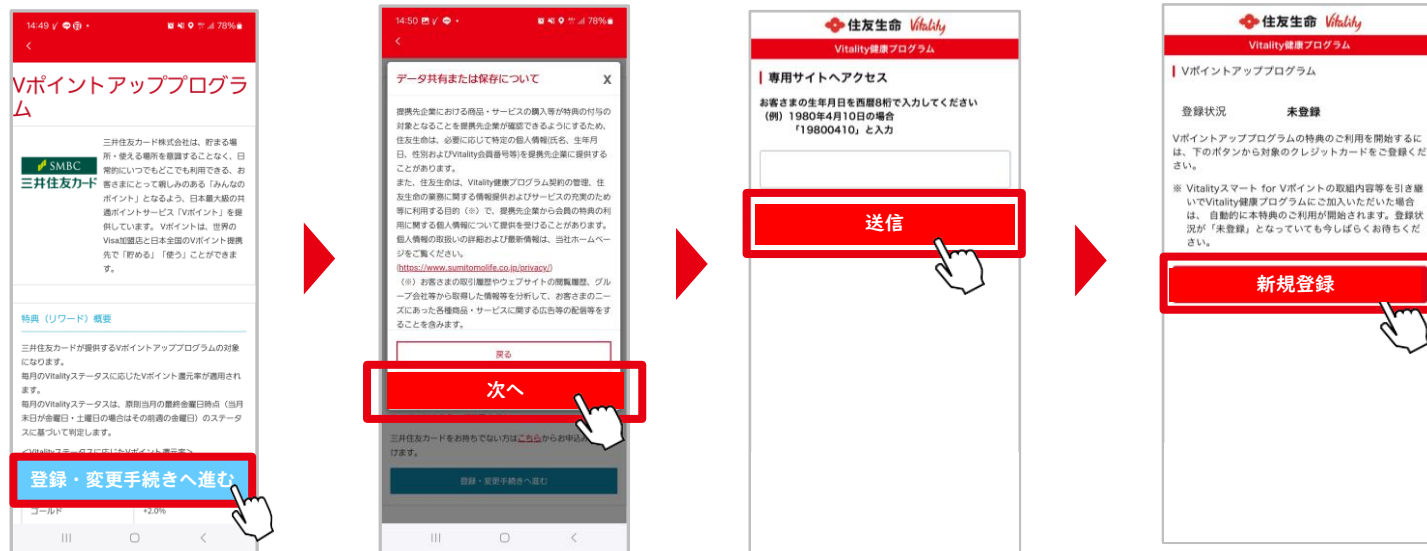 14:49
78%
Vポイントアッププログラ
ム
SMBC
三井住友カード
三井住友カード株式会社は、貯まる場
所・使える場所を意識することなく、日
常的にいつでもどこでも利用できる、お
客さまにとって親しみのある「みんなの
ポイント」となるよう、日本最大級の共
通ポイントサービス「Vポイント」を提
供しています。 Vポイントは、世界の
Visa加盟店と日本全国のVポイント提携
先で「貯める」「使う」ことができま
す。
特典（リワード）概要
三井住友カードが提供するVポイントアッププログラムの対象
になります。
毎月のVitalityステータスに応じたVポイント還元率が適用され
ます。
毎月のVitalityステータスは、原則当月の最終金曜日時点（当月
末日が金曜日・土曜日の場合はその前週の金曜日）のステータ
スに基づいて判定します。
<Vitalityステータスに応じたVポイント還元率>
登録・変更手続きへ進む
ゴールド +2.0%
14:50
78%
データ共有または保存について X
提携先企業における商品・サービスの購入等が特典の付与の
対象となることを提携先企業が確認できるようにするため、
住友生命は、必要に応じて特定の個人情報(氏名、生年月
日、性別およびVitality会員番号等)を提携先企業に提供する
ことがあります。
また、住友生命は、Vitality健康プログラム契約の管理、住
友生命の業務に関する情報提供およびサービスの充実のため
等に利用する目的（※）で、提携先企業から会員の特典の利
用に関する個人情報について提供を受けることがあります。
個人情報の取扱いの詳細および最新情報は、当社ホームペー
ジをご覧ください。
(https://www.sumitomolife.co.jp/privacy/)
（※）お客さまの取引履歴やウェブサイトの閲覧履歴、グル
ープ会社等から取得した情報等を分析して、お客さまのニー
ズにあった各種商品・サービスに関する広告等の配信等をす
ることを含みます。
戻る
次へ
三井住友カードをお持ちでない方はこちらからお申込
けます。
登録・変更手続きへ進む
住友生命 Vitality
Vitality健康プログラム
専用サイトへアクセス
お客さまの生年月日を西暦8桁で入力してください
（例）1980年4月10日の場合
「19800410」と入力
送信
住友生命 Vitality
Vitality健康プログラム
Vポイントアッププログラム
登録状況 未登録
Vポイントアッププログラムの特典のご利用を開始するに
は、下のボタンから対象のクレジットカードをご登録くだ
さい。
※ Vitalityスマート for Vポイントの取組内容等を引き継
いでVitality健康プログラムにご加入いただいた場合
は、 自動的に本特典のご利用が開始されます。登録状
況が「未登録」となっていても今しばらくお待ちくだ
さい。
新規登録